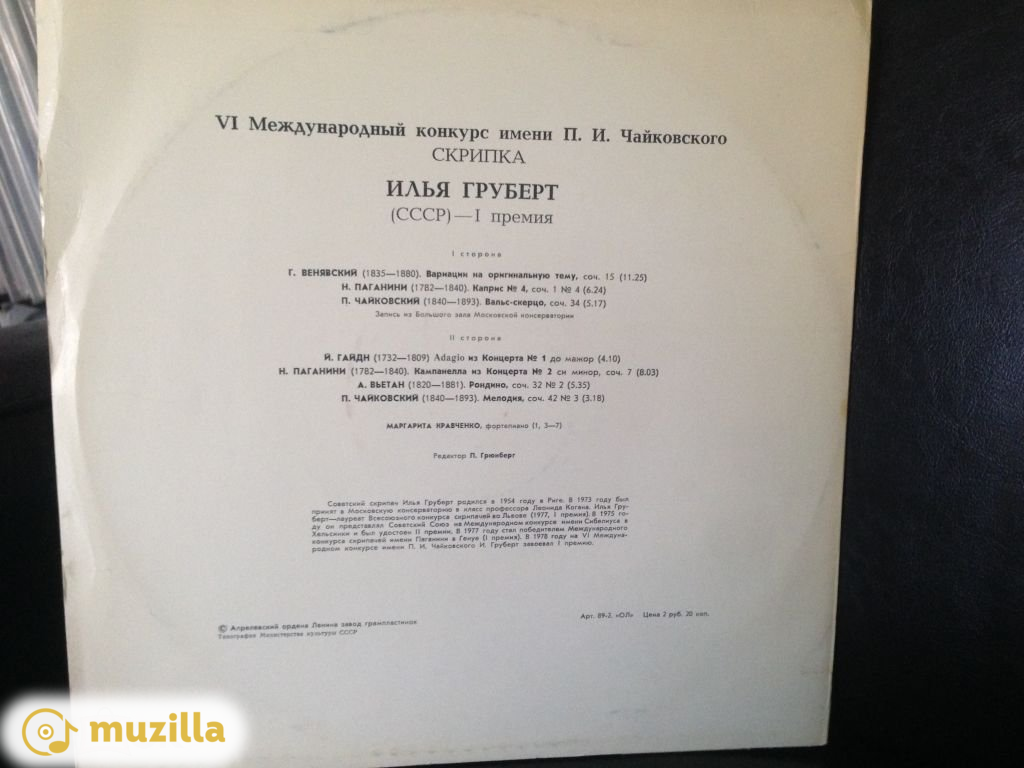 VI Международный конкурс имени П. И. Чайковского
СКРИПКА
ИЛЬЯ ГРУБЕРТ
(СССР) — I премия
I сторона
Г. ВЕНЯВСКИЙ (1835—1880). Вариации на оригинальную тему, соч. 15 (11.25)
Н. ПАГАНИНИ (1782—1840). Каприс № 4, соч. 1 № 4 (6.24)
П. ЧАЙКОВСКИЙ (1840—1893). Вальс-скерцо, соч. 34 (5.17)
Запись из Большого зала Московской консерватории
II сторона
Й. ГАЙДН (1732—1809) Adagio из Концерта № 1 до мажор (4.10)
Н. ПАГАНИНИ (1782—1840). Кампанелла из Концерта № 2 си минор, соч. 7 (8.03)
А. ВЬЕТАН (1820—1881). Рондино, соч. 32 № 2 (5.35)
П. ЧАЙКОВСКИЙ (1840—1893). Мелодия, соч. 42 № 3 (3.18)
МАРГАРИТА КРАВЧЕНКО, фортепиано (1, 3—7)
Редактор П. Грюнберг
Советский скрипач Илья Груберт родился в 1954 году в Риге. В 1973 году был
принят в Московскую консерваторию в класс профессора Леонида Когана. Илья Гру-
берт—лауреат Всесоюзного конкурса скрипачей во Львове (1977, I премия). В 1975 го-
ду он представлял Советский Союз на Международном конкурсе имени Сибелиуса в
Хельсинки и был удостоен II премии. В 1977 году стал победителем Международного
конкурса скрипачей имени Паганини в Генуе (I премия). В 1978 году на VI Междуна-
родном конкурсе имени П. И. Чайковского И. Груберт завоевал I премию.
Арт. 89-2. «ОЛ» Цена 2 руб. 20 коп.
© Апрелевский ордена Ленина завод грампластинок
Типография Министерства культуры СССР
muzilla